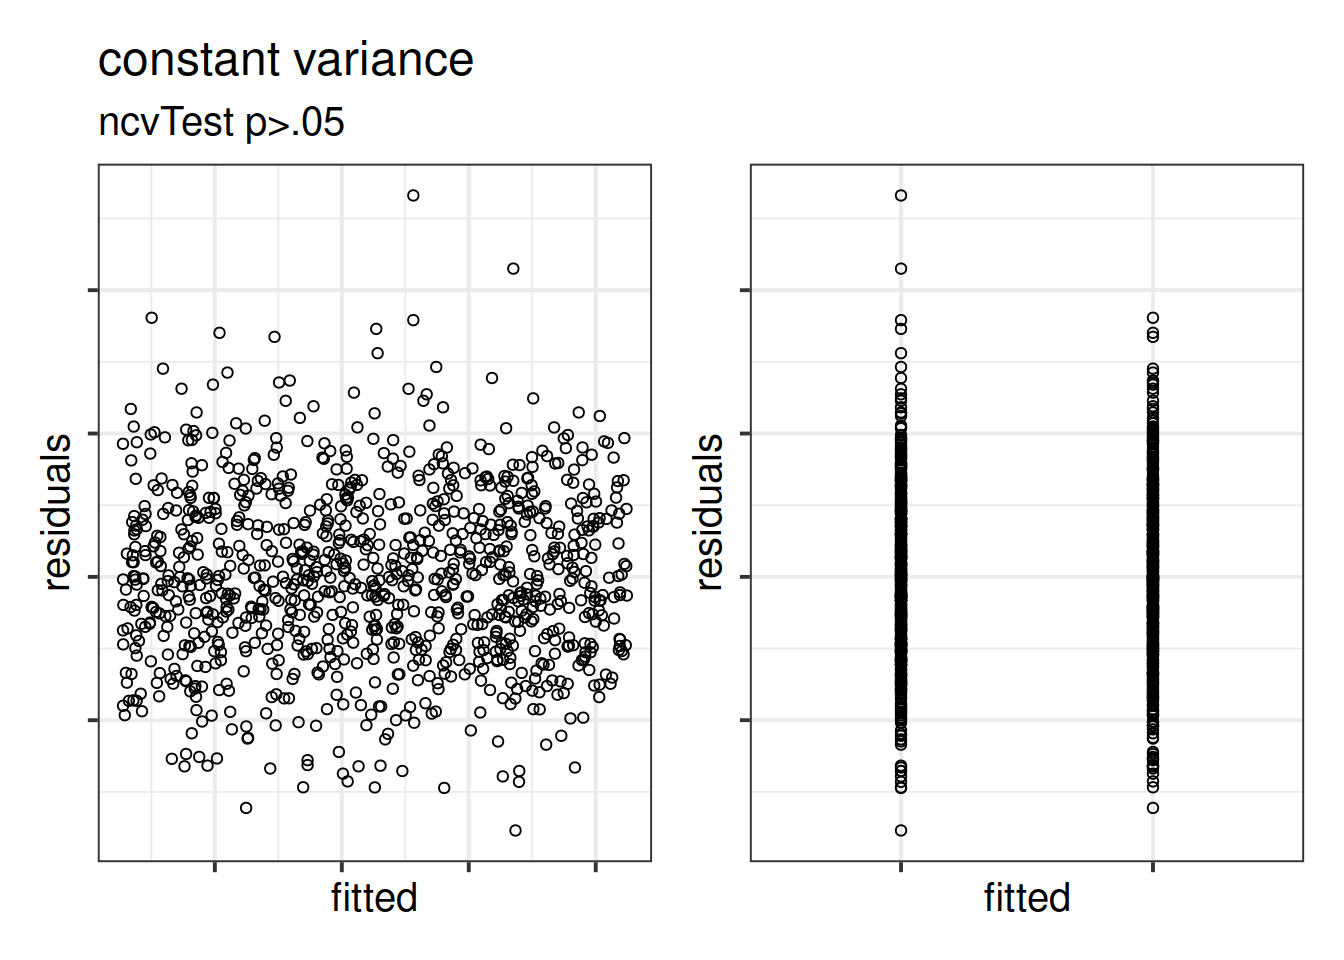 constant variance
ncvTest p>.05
residuals
fitted
residuals
fitted